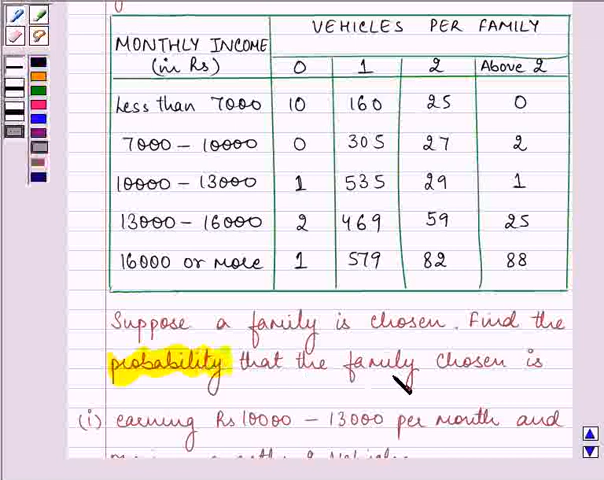 VEHICLES PER FAMILY
MONTHLY INCOME
(in Rs) 0 1 2 Above 2
Less than 7000 10 160 25 0
7000 - 10000 0 305 27 2
10000 - 13000 1 535 29 1
13000 - 16000 2 469 59 25
16000 or more 1 579 82 88
Suppose a family is chosen. Find the
probability that the family chosen is
(i) earning Rs 10000 - 13000 per month and